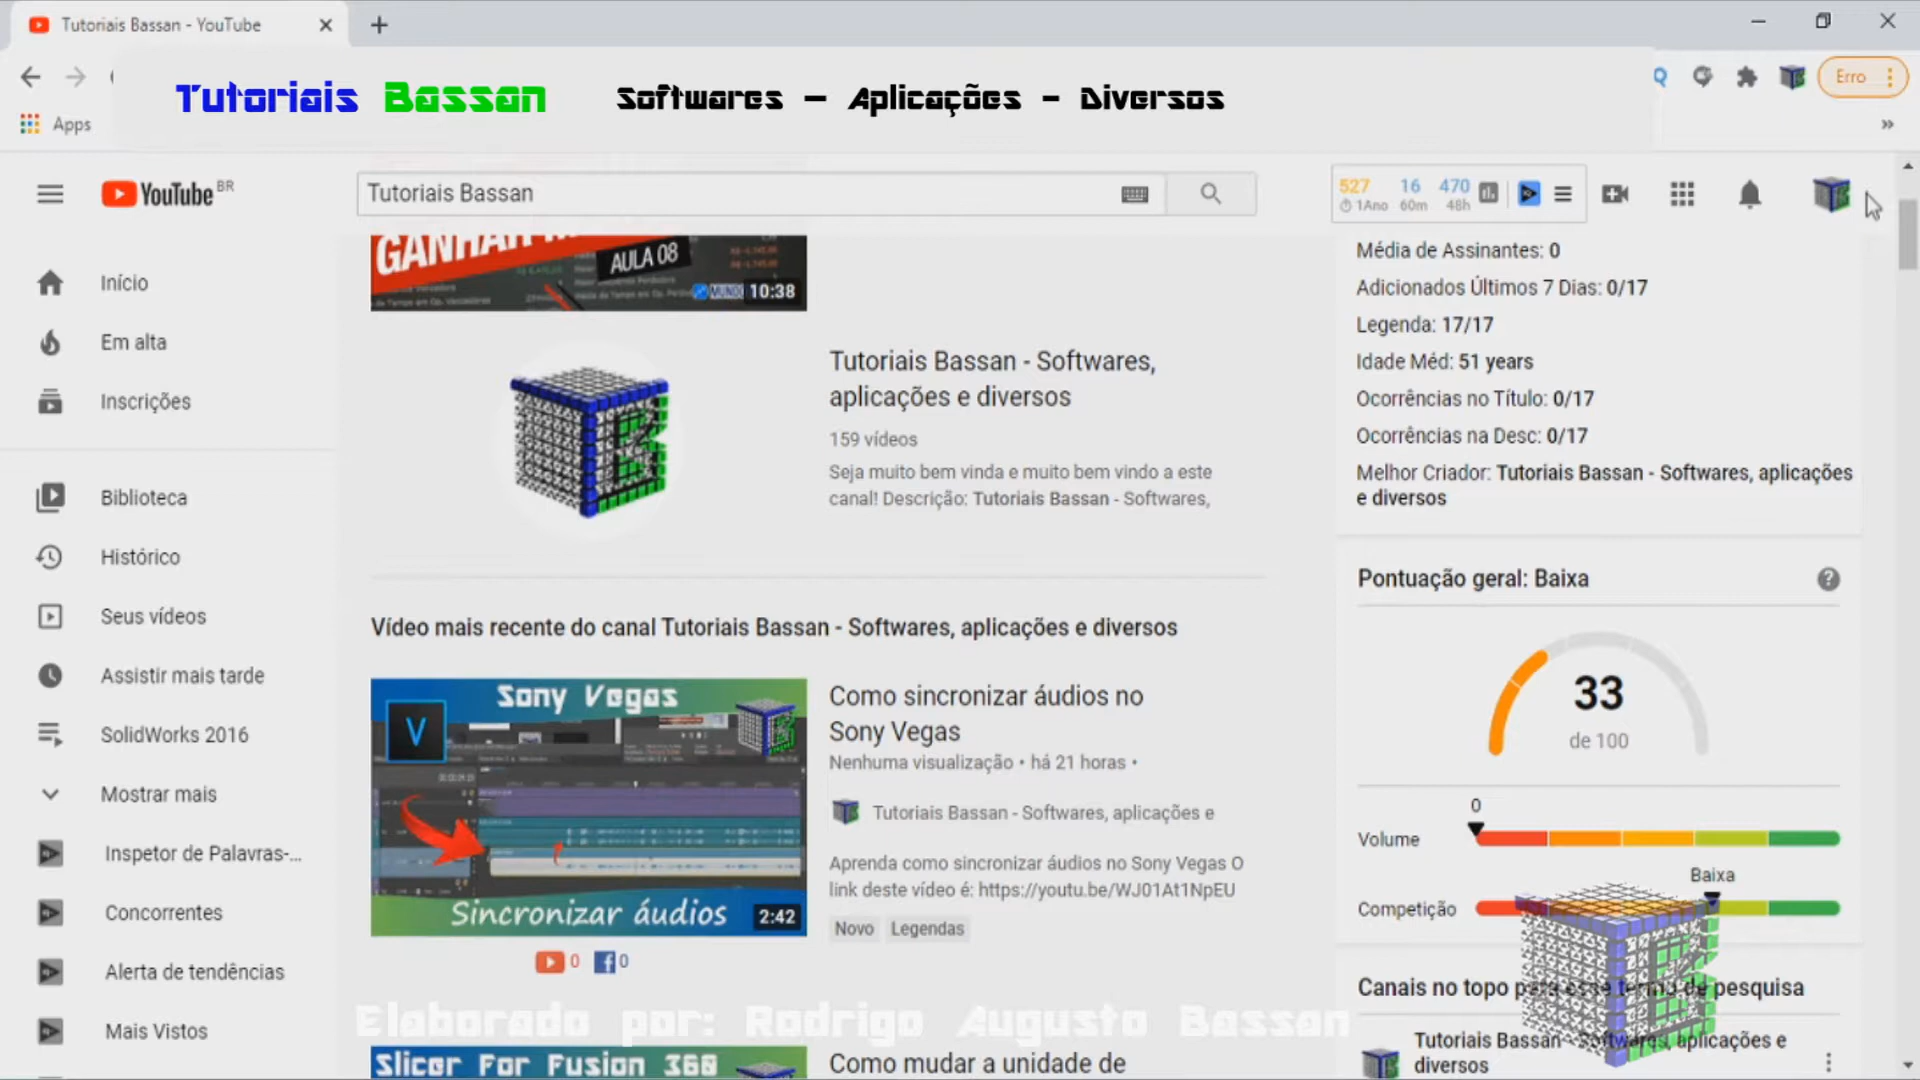 Tutoriais Bassan - YouTube
Erro
Tutoriais Bassan Softwares - Aplicações - Diversos
Apps
YouTube BR
Tutoriais Bassan
527 16 470
1Ano 60m 48h
Início
Em alta
Inscrições
Biblioteca
Histórico
Seus vídeos
Assistir mais tarde
SolidWorks 2016
Mostrar mais
Inspetor de Palavras-...
Concorrentes
Alerta de tendências
Mais Vistos
AULA 08
10:38
Tutoriais Bassan - Softwares,
aplicações e diversos
159 vídeos
Seja muito bem vinda e muito bem vindo a este
canal! Descrição: Tutoriais Bassan - Softwares,
Vídeo mais recente do canal Tutoriais Bassan - Softwares, aplicações e diversos
Sony Vegas
V
Sincronizar áudios
2:42
Como sincronizar áudios no
Sony Vegas
Nenhuma visualização • há 21 horas •
Tutoriais Bassan - Softwares, aplicações e
Aprenda como sincronizar áudios no Sony Vegas O
link deste vídeo é: https://youtu.be/WJ01At1NpEU
Novo Legendas
0 0
Elaborado por: Rodrigo Augusto Bassan
Slicer For Fusion 360
Como mudar a unidade de
Média de Assinantes: 0
Adicionados Últimos 7 Dias: 0/17
Legenda: 17/17
Idade Méd: 51 years
Ocorrências no Título: 0/17
Ocorrências na Desc: 0/17
Melhor Criador: Tutoriais Bassan - Softwares, aplicações
e diversos
Pontuação geral: Baixa
33
de 100
0
Volume
Baixa
Competição
Canais no topo para esse termo de pesquisa
Tutoriais Bassan - Softwares, aplicações e
diversos